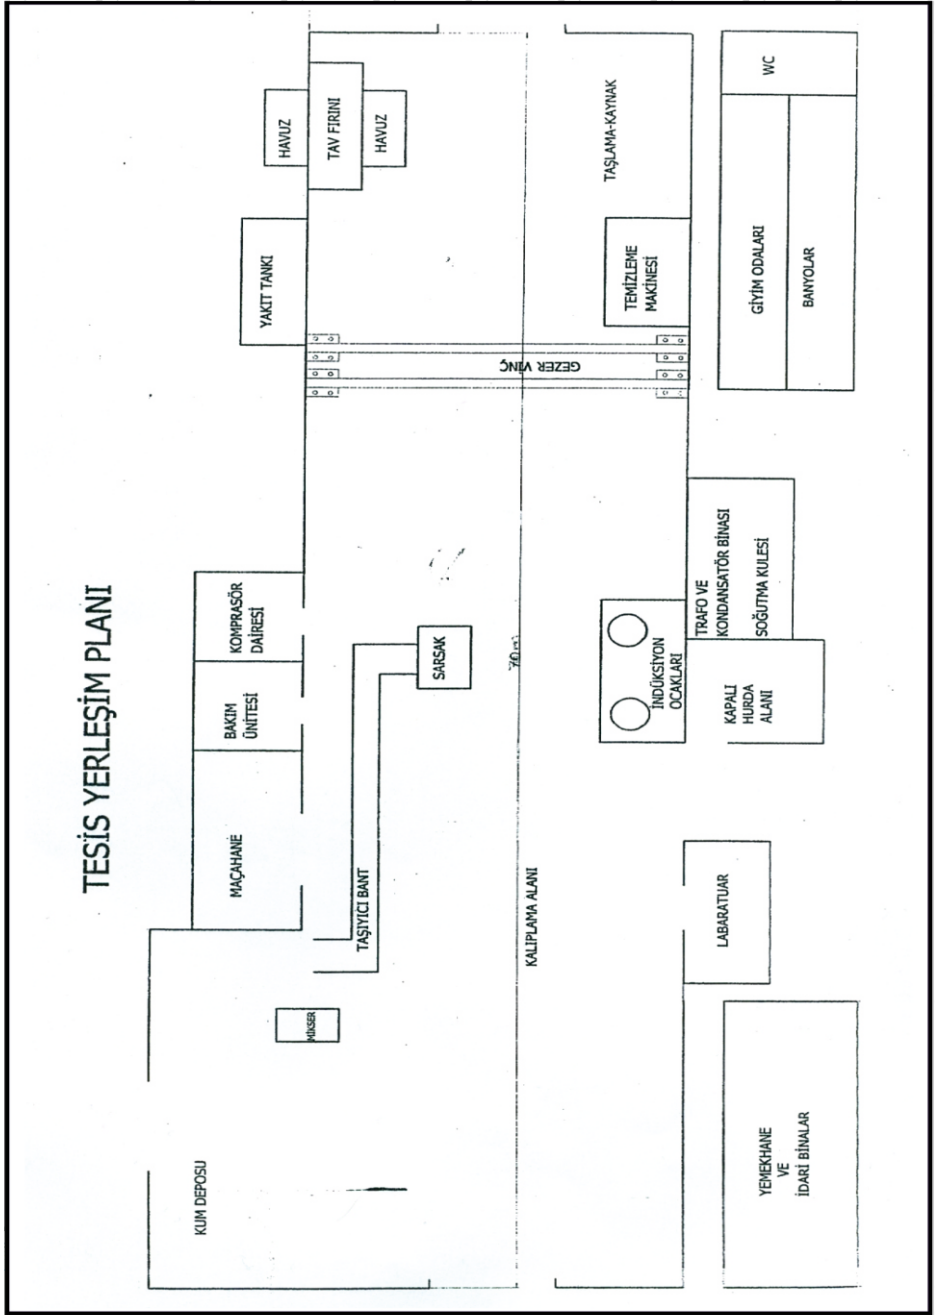 TESİS YERLEŞİM PLANI
KUM DEPOSU
MİKSER
MAÇAHANE
BAKIM
ÜNİTESİ
KOMPRASÖR
DAİRESİ
YAKIT TANKI
HAVUZ
TAV FIRINI
HAVUZ
TAŞIYICI BANT
SARSAK
GEZER VİNÇ
KALIPLAMA ALANI
İNDÜKSİYON
OCAKLARI
TEMİZLEME
MAKİNESİ
TAŞLAMA-KAYNAK
YEMEKHANE
VE
İDARİ BİNALAR
LABARATUAR
KAPALI
HURDA
ALANI
TRAFO VE
KONDANSATÖR BİNASI
SOĞUTMA KULESİ
GİYİM ODALARI
BANYOLAR
WC